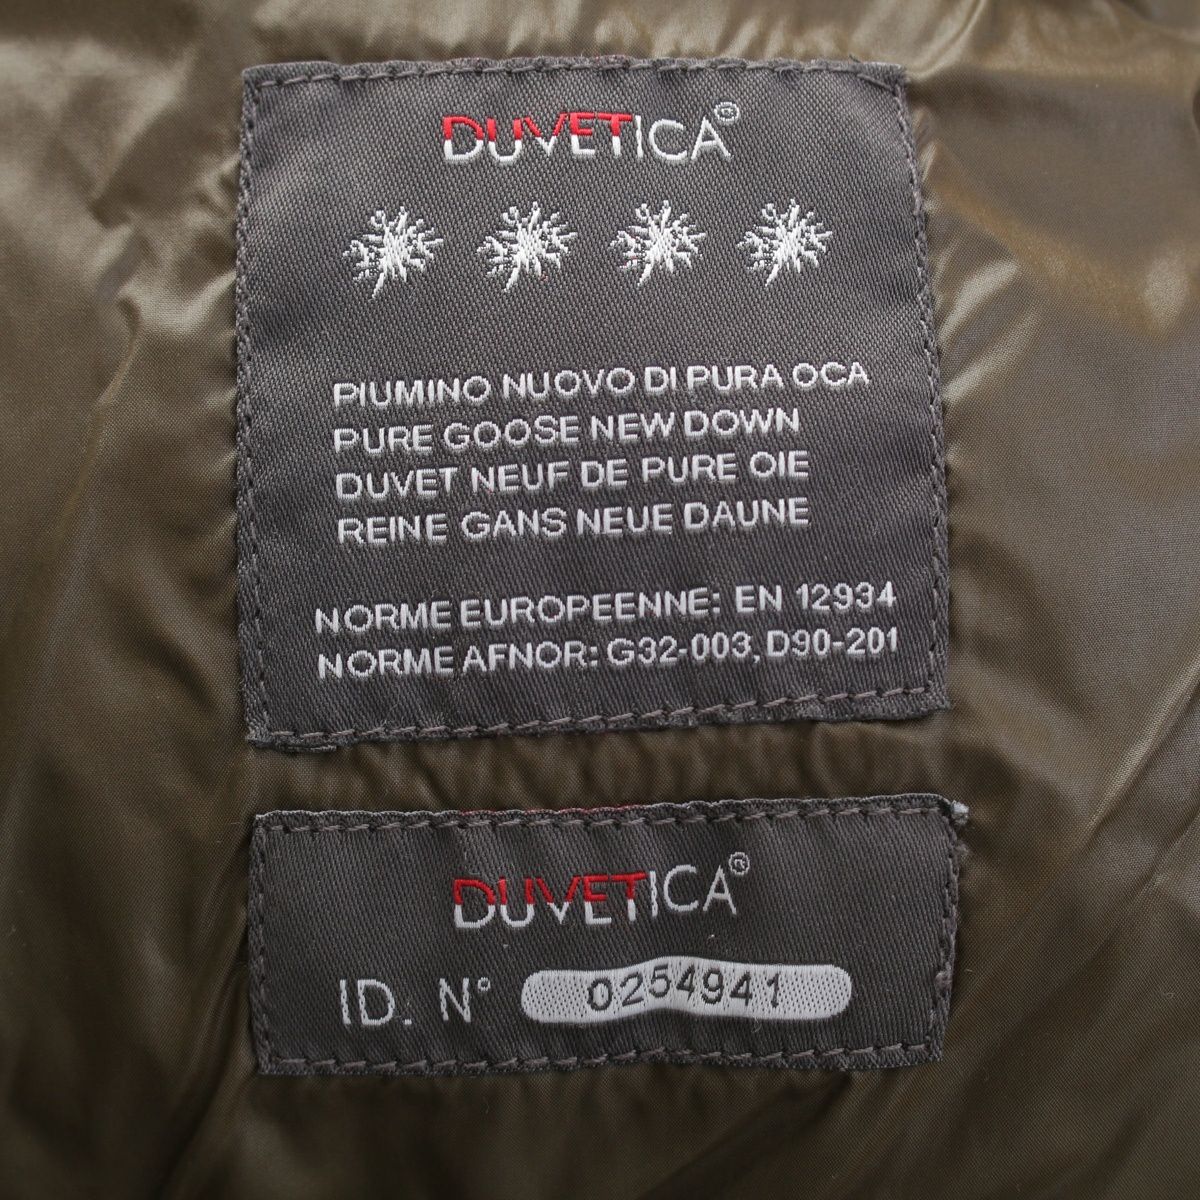 DUVETICA®
PIUMINO NUOVO DI PURA OCA
PURE GOOSE NEW DOWN
DUVET NEUF DE PURE OIE
REINE GANS NEUE DAUNE
NORME EUROPEENNE: EN 12934
NORME AFNOR: G32-003, D90-201
DUVETICA®
ID. N° 0254941